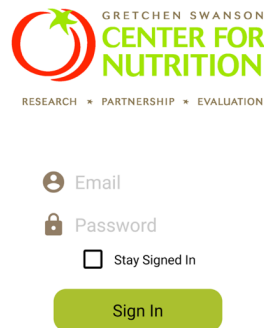 GRETCHEN SWANSON
CENTER FOR
NUTRITION
RESEARCH * PARTNERSHIP * EVALUATION
Email
Password
Stay Signed In
Sign In